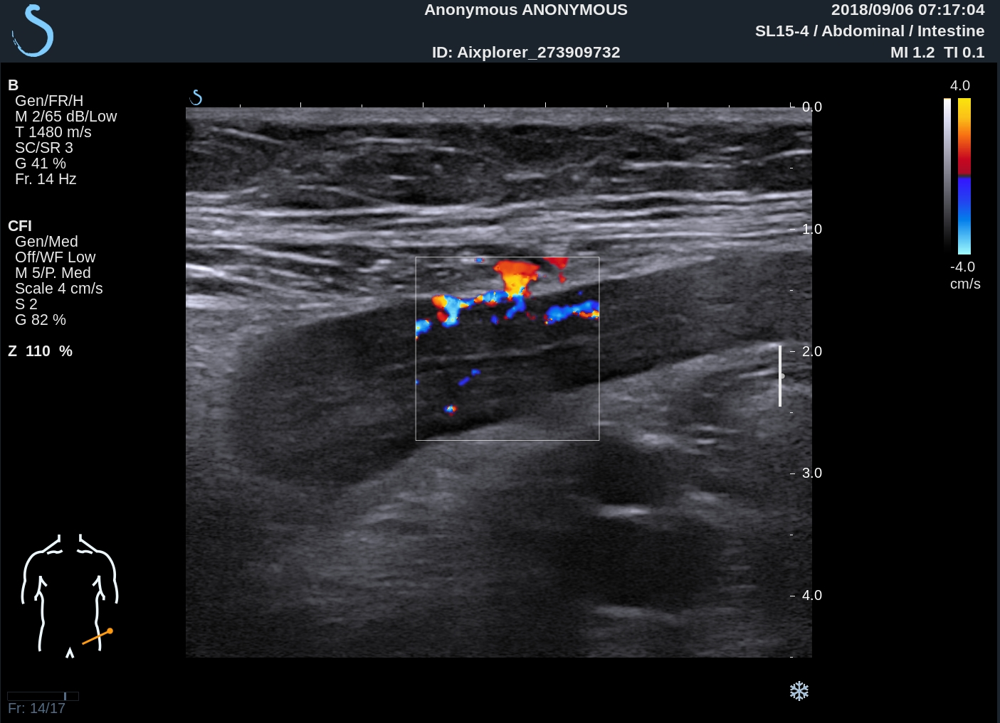 Anonymous ANONYMOUS
2018/09/06 07:17:04
SL15-4 / Abdominal / Intestine
ID: Aixplorer_273909732
MI 1.2 TI 0.1
B
Gen/FR/H
M 2/65 dB/Low
T 1480 m/s
SC/SR 3
G 41 %
Fr. 14 Hz
CFI
Gen/Med
Off/WF Low
M 5/P. Med
Scale 4 cm/s
S 2
G 82 %
Z 110 %
0.0
1.0
2.0
3.0
4.0
4.0
-4.0
cm/s
Fr: 14/17